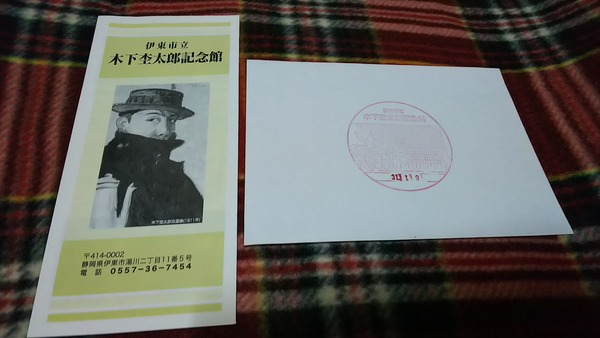 伊東市立
木下杢太郎記念館
木下杢太郎自画像(1911年)
〒414-0002
静岡県伊東市湯川二丁目11番5号
電話 0557-36-7454
木下杢太郎記念館